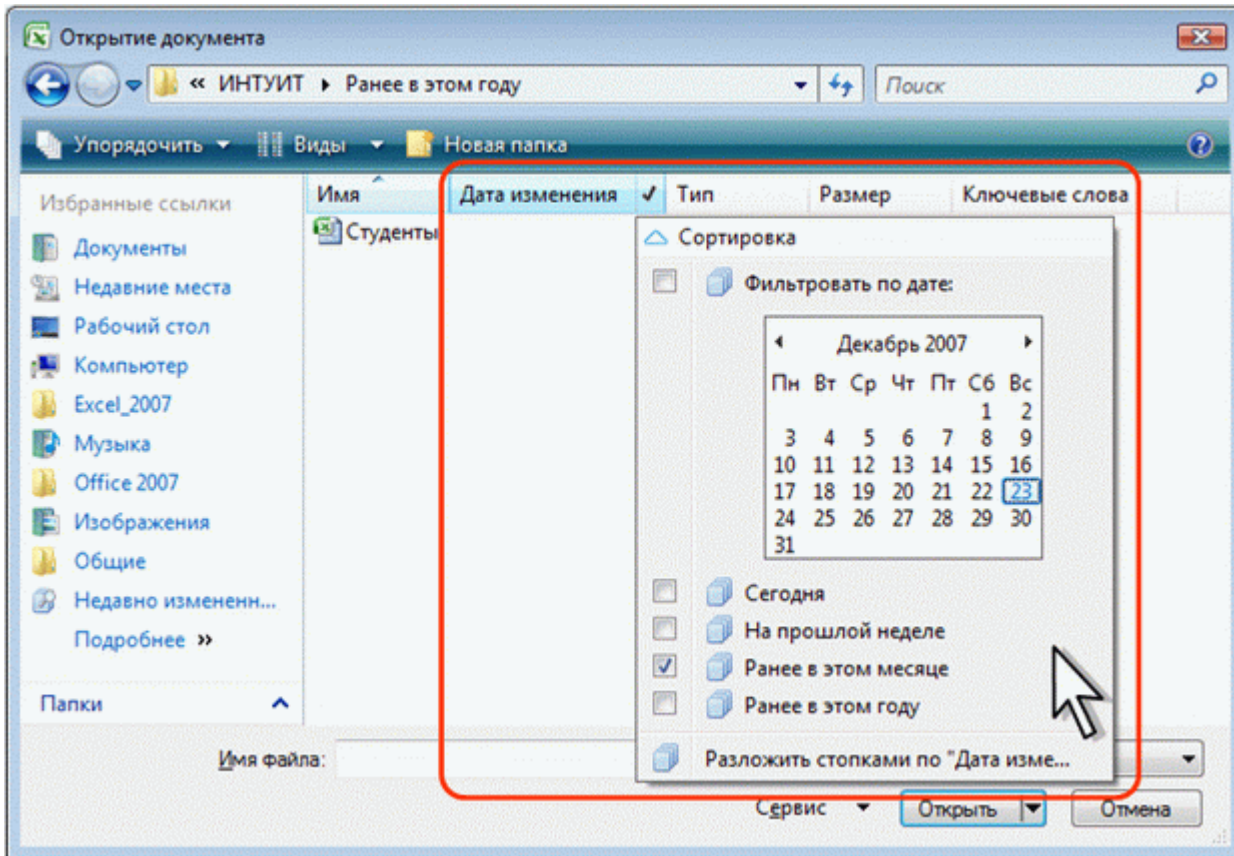 Открытие документа
« ИНТУИТ ▸ Ранее в этом году
Поиск
Упорядочить Виды Новая папка
Избранные ссылки
Документы
Недавние места
Рабочий стол
Компьютер
Excel_2007
Музыка
Office 2007
Изображения
Общие
Недавно измененн...
Подробнее »
Папки
Имя Дата изменения Тип Размер Ключевые слова
Студенты
Сортировка
Фильтровать по дате:
Декабрь 2007
Пн Вт Ср Чт Пт Сб Вс
1 2
3 4 5 6 7 8 9
10 11 12 13 14 15 16
17 18 19 20 21 22 23
24 25 26 27 28 29 30
31
Сегодня
На прошлой неделе
Ранее в этом месяце
Ранее в этом году
Разложить стопками по "Дата изме...
Имя файла:
Сервис Открыть Отмена